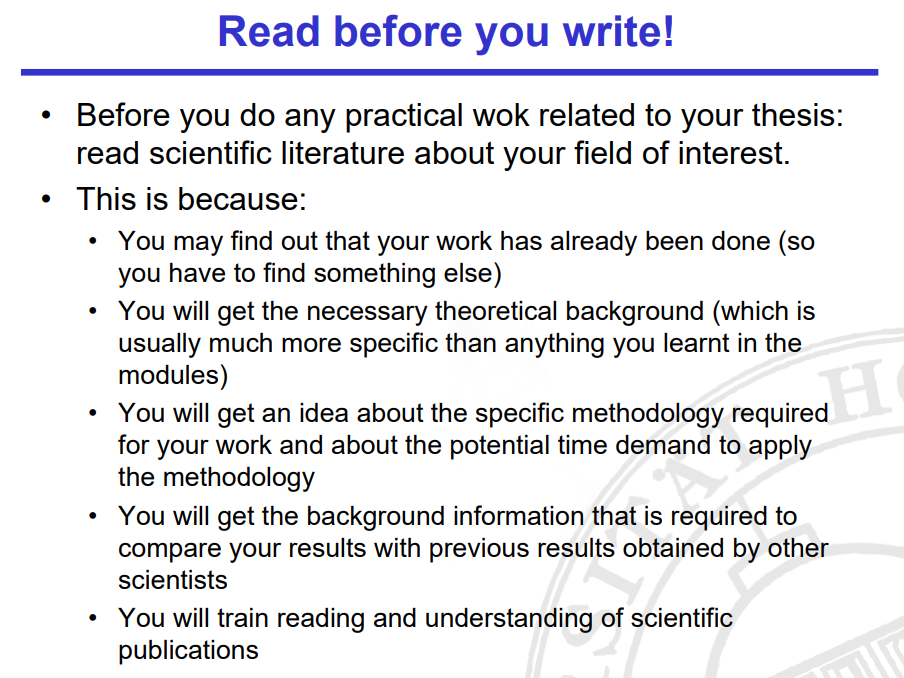 Read before you write!
• Before you do any practical wok related to your thesis:
read scientific literature about your field of interest.
• This is because:
• You may find out that your work has already been done (so
you have to find something else)
• You will get the necessary theoretical background (which is
usually much more specific than anything you learnt in the
modules)
• You will get an idea about the specific methodology required
for your work and about the potential time demand to apply
the methodology
• You will get the background information that is required to
compare your results with previous results obtained by other
scientists
• You will train reading and understanding of scientific
publications